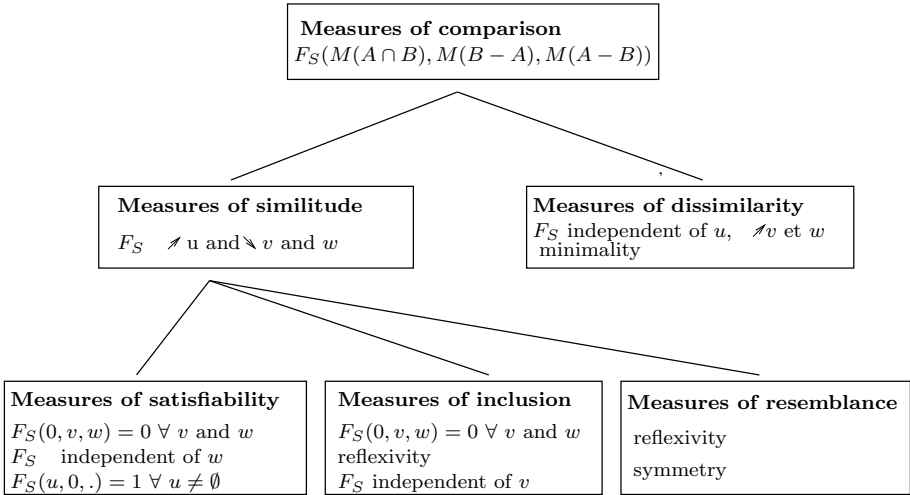 Measures of comparison
F_S(M(A ∩ B), M(B − A), M(A − B))
Measures of similitude
F_S ↗ u and ↘ v and w
Measures of dissimilarity
F_S independent of u, ↗v et w
minimality
Measures of satisfiability
F_S(0, v, w) = 0 ∀ v and w
F_S independent of w
F_S(u, 0, .) = 1 ∀ u ≠ ∅
Measures of inclusion
F_S(0, v, w) = 0 ∀ v and w
reflexivity
F_S independent of v
Measures of resemblance
reflexivity
symmetry